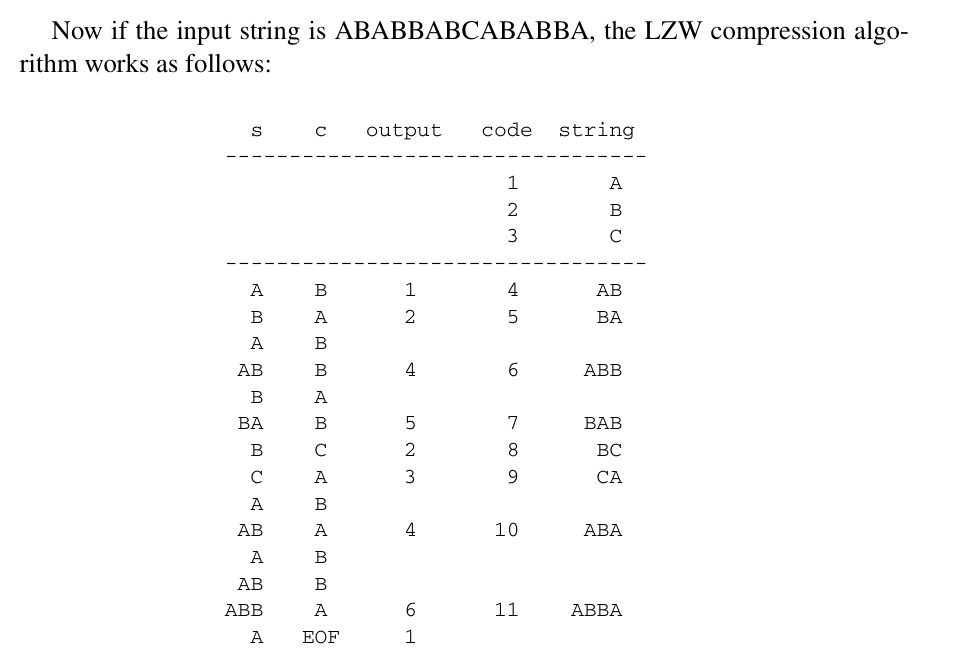 Now if the input string is ABABBABCABABBA, the LZW compression algo-
rithm works as follows:
s c output code string
---------------------------------
1 A
2 B
3 C
---------------------------------
A B 1 4 AB
B A 2 5 BA
A B
AB B 4 6 ABB
B A
BA B 5 7 BAB
B C 2 8 BC
C A 3 9 CA
A B
AB A 4 10 ABA
A B
AB B
ABB A 6 11 ABBA
A EOF 1